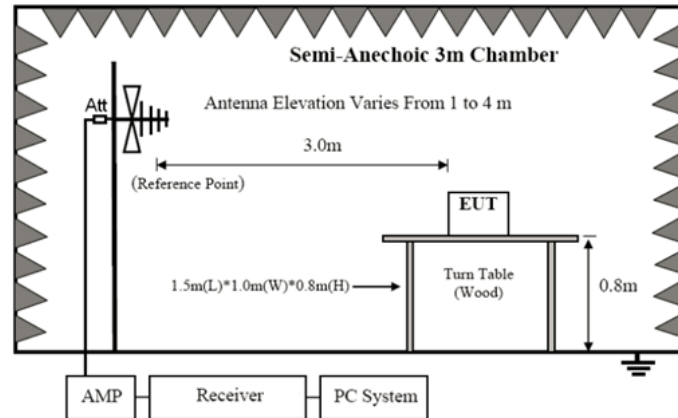 Semi-Anechoic 3m Chamber
Att
Antenna Elevation Varies From 1 to 4 m
3.0m
(Reference Point)
EUT
1.5m(L)*1.0m(W)*0.8m(H)
Turn Table
(Wood)
0.8m
AMP
Receiver
PC System